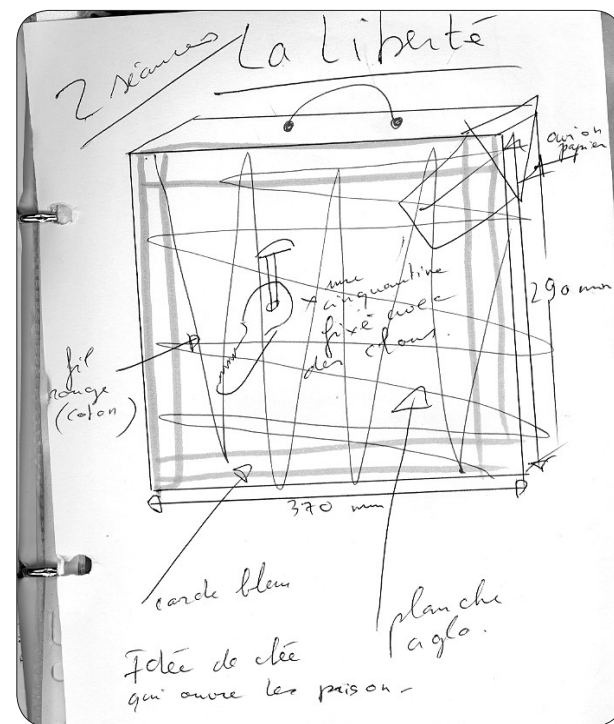 2 séances
La Liberté
avion
papier
une
cinquantine
fixé avec
des clous.
290 mm
fil
rouge
(coton)
370 mm
corde bleu
planche
aglo.
Idée de clée
qui ouvre les prison -